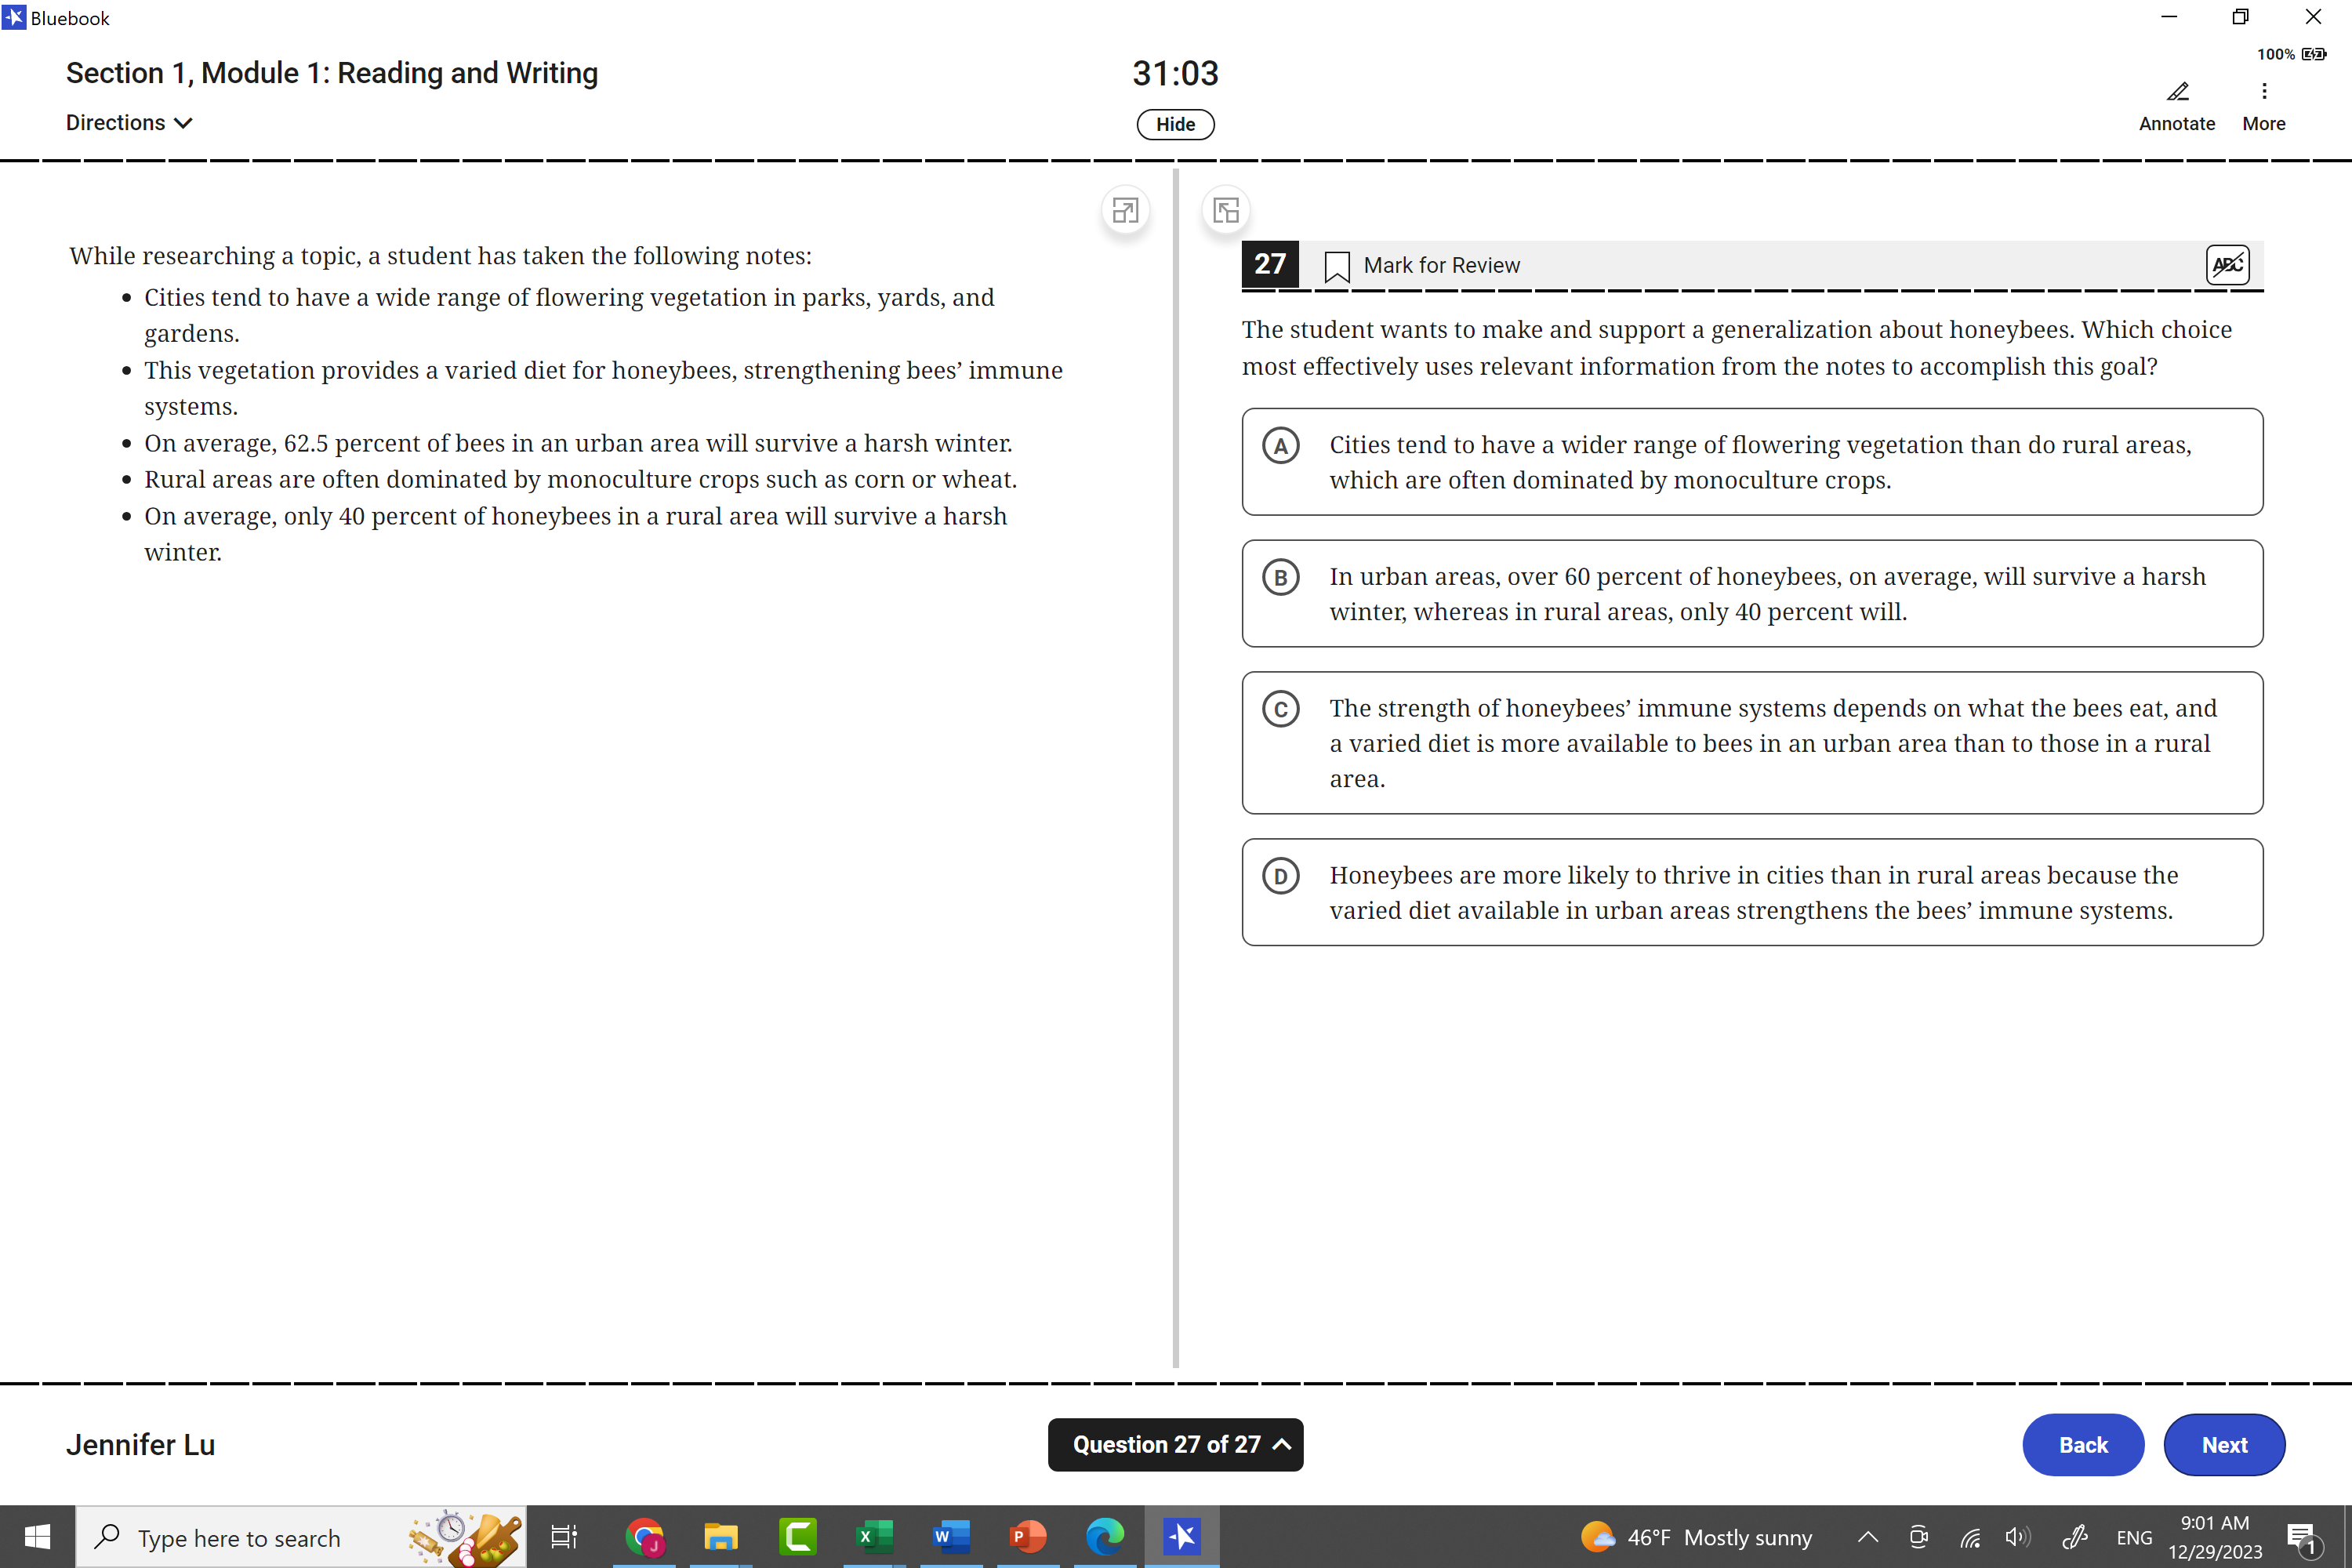 Bluebook
100%
Section 1, Module 1: Reading and Writing
31:03
Directions
Hide
Annotate
More
While researching a topic, a student has taken the following notes:
• Cities tend to have a wide range of flowering vegetation in parks, yards, and
gardens.
• This vegetation provides a varied diet for honeybees, strengthening bees’ immune
systems.
• On average, 62.5 percent of bees in an urban area will survive a harsh winter.
• Rural areas are often dominated by monoculture crops such as corn or wheat.
• On average, only 40 percent of honeybees in a rural area will survive a harsh
winter.
27
Mark for Review
ABC
The student wants to make and support a generalization about honeybees. Which choice
most effectively uses relevant information from the notes to accomplish this goal?
A
Cities tend to have a wider range of flowering vegetation than do rural areas,
which are often dominated by monoculture crops.
B
In urban areas, over 60 percent of honeybees, on average, will survive a harsh
winter, whereas in rural areas, only 40 percent will.
C
The strength of honeybees’ immune systems depends on what the bees eat, and
a varied diet is more available to bees in an urban area than to those in a rural
area.
D
Honeybees are more likely to thrive in cities than in rural areas because the
varied diet available in urban areas strengthens the bees’ immune systems.
Jennifer Lu
Question 27 of 27
Back
Next
Type here to search
J
C
X
W
P
46°F Mostly sunny
ENG
9:01 AM
12/29/2023
1